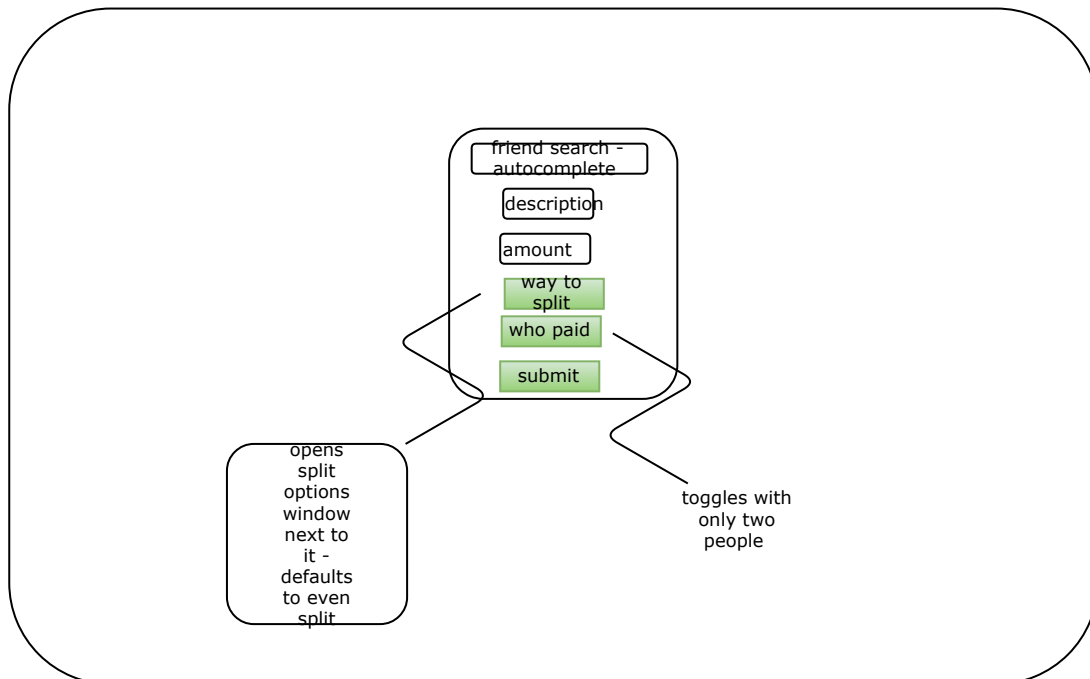 friend search -
autocomplete
description
amount
way to
split
who paid
submit
opens
split
options
window
next to
it -
defaults
to even
split
toggles with
only two
people